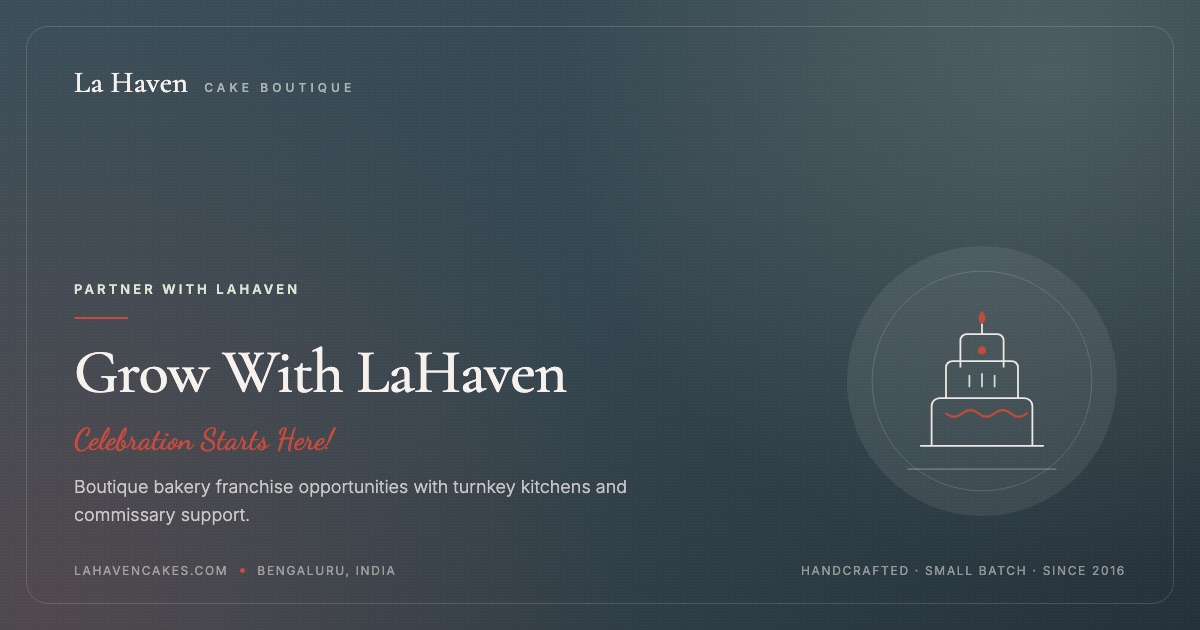 La Haven CAKE BOUTIQUE
PARTNER WITH LAHAVEN
Grow With LaHaven
Celebration Starts Here!
Boutique bakery franchise opportunities with turnkey kitchens and
commissary support.
LAHAVENCAKES.COM • BENGALURU, INDIA
HANDCRAFTED · SMALL BATCH · SINCE 2016